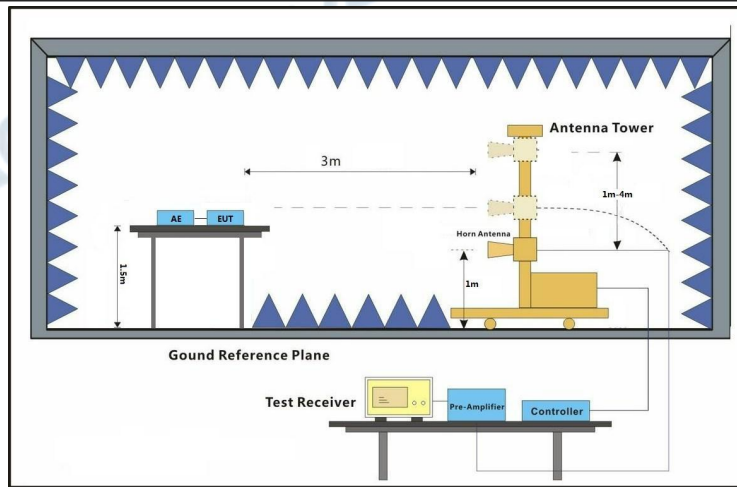 Antenna Tower
3m
1m-4m
AE
EUT
Horn Antenna
1.5m
1m
Gound Reference Plane
Test Receiver
Pre-Amplifier
Controller